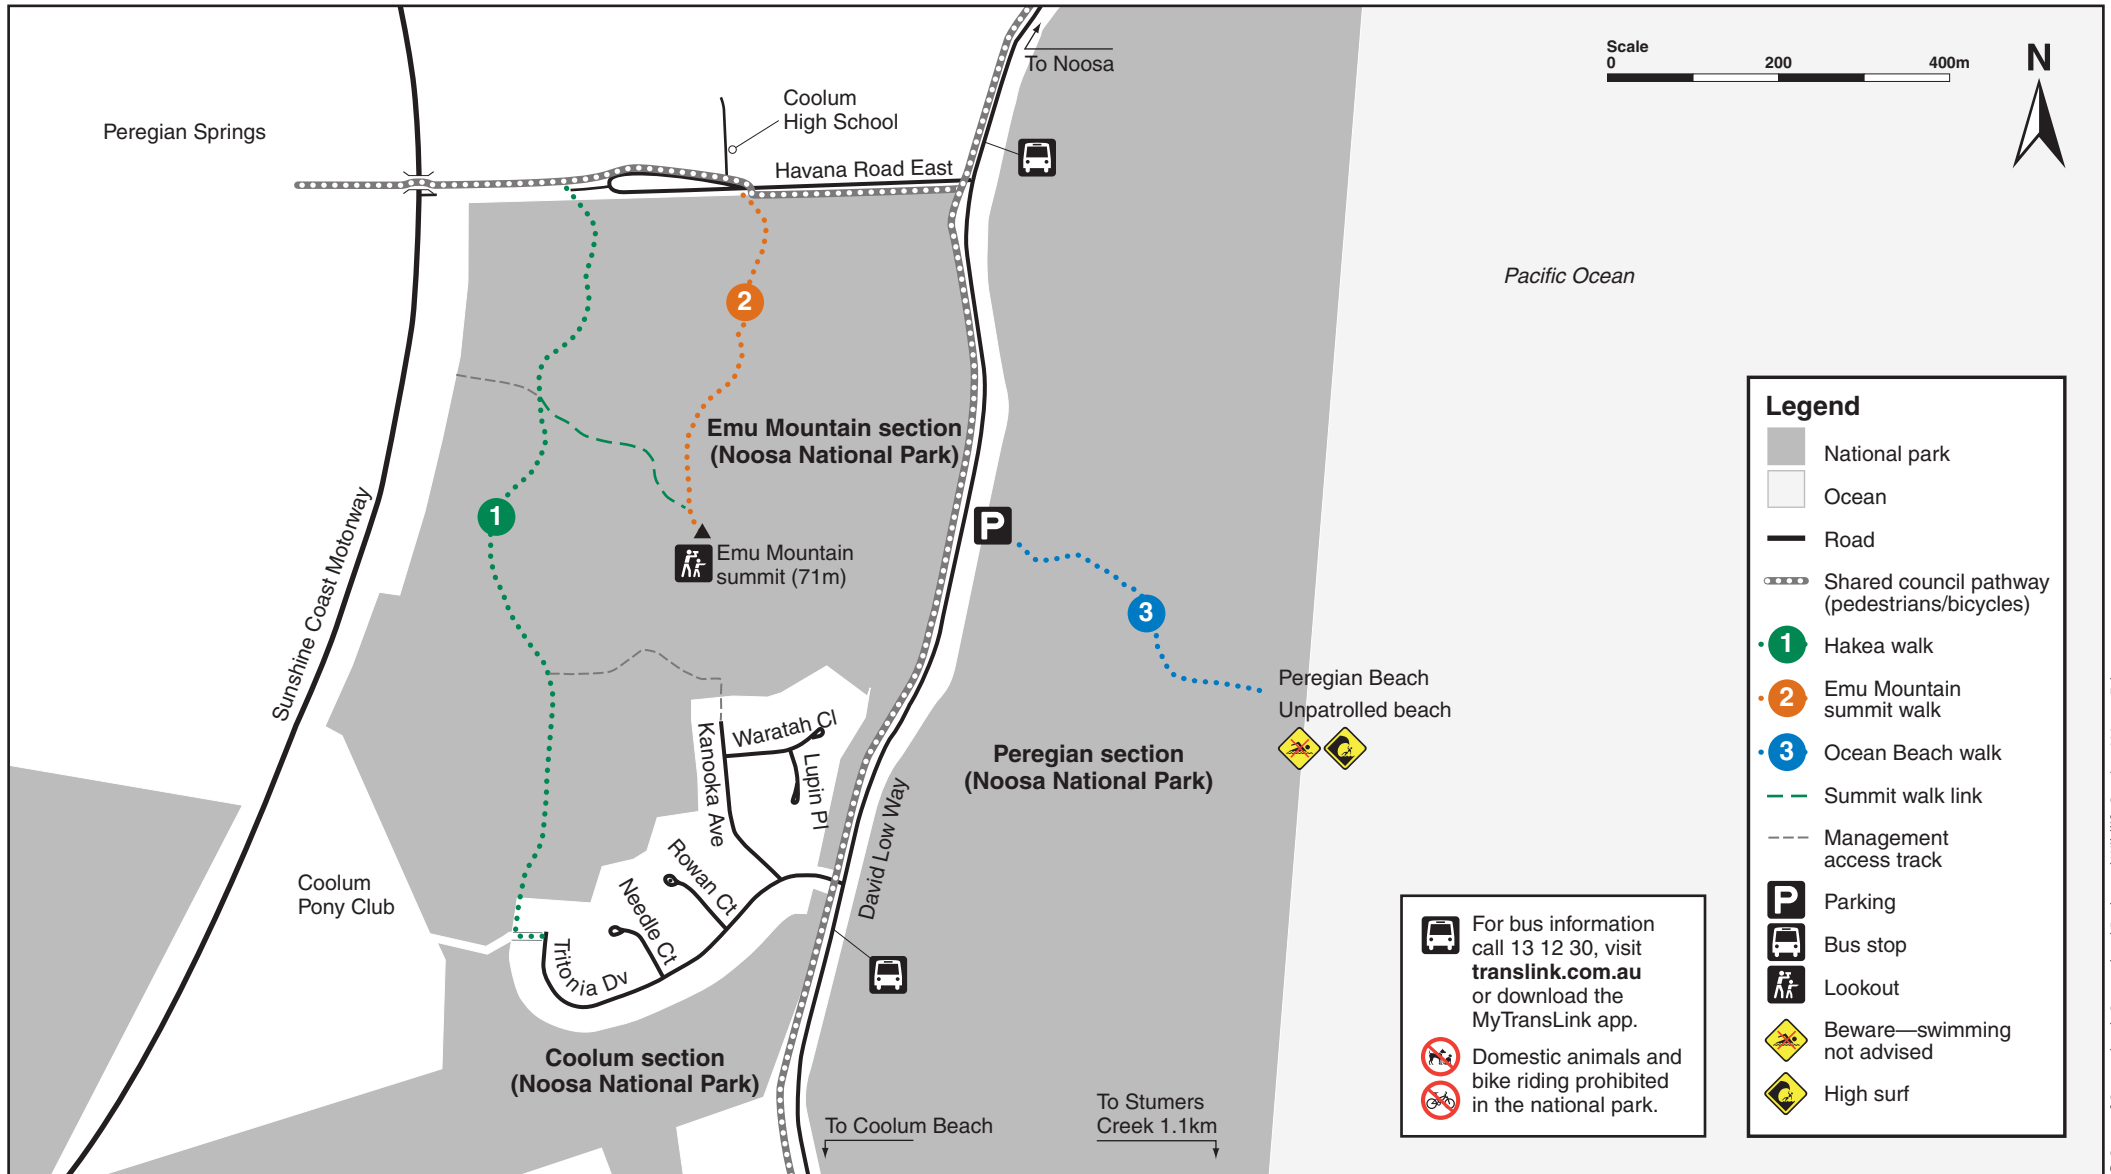 To Noosa
Scale
0 200 400m
N
Coolum
High School
Peregian Springs
Havana Road East
Pacific Ocean
2
Emu Mountain section
(Noosa National Park)
1
Sunshine Coast Motorway
P
Emu Mountain
summit (71m)
3
Peregian Beach
Unpatrolled beach
Kanooka Ave
Waratah Cl
Lupin Pl
Peregian section
(Noosa National Park)
David Low Way
Rowan Ct
Needle Ct
Tritonia Dv
Coolum
Pony Club
Coolum section
(Noosa National Park)
To Coolum Beach
To Stumers
Creek 1.1km
For bus information
call 13 12 30, visit
translink.com.au
or download the
MyTransLink app.
Domestic animals and
bike riding prohibited
in the national park.
Legend
National park
Ocean
Road
Shared council pathway
(pedestrians/bicycles)
1 Hakea walk
2 Emu Mountain
summit walk
3 Ocean Beach walk
Summit walk link
Management
access track
P Parking
Bus stop
Lookout
Beware—swimming
not advised
High surf